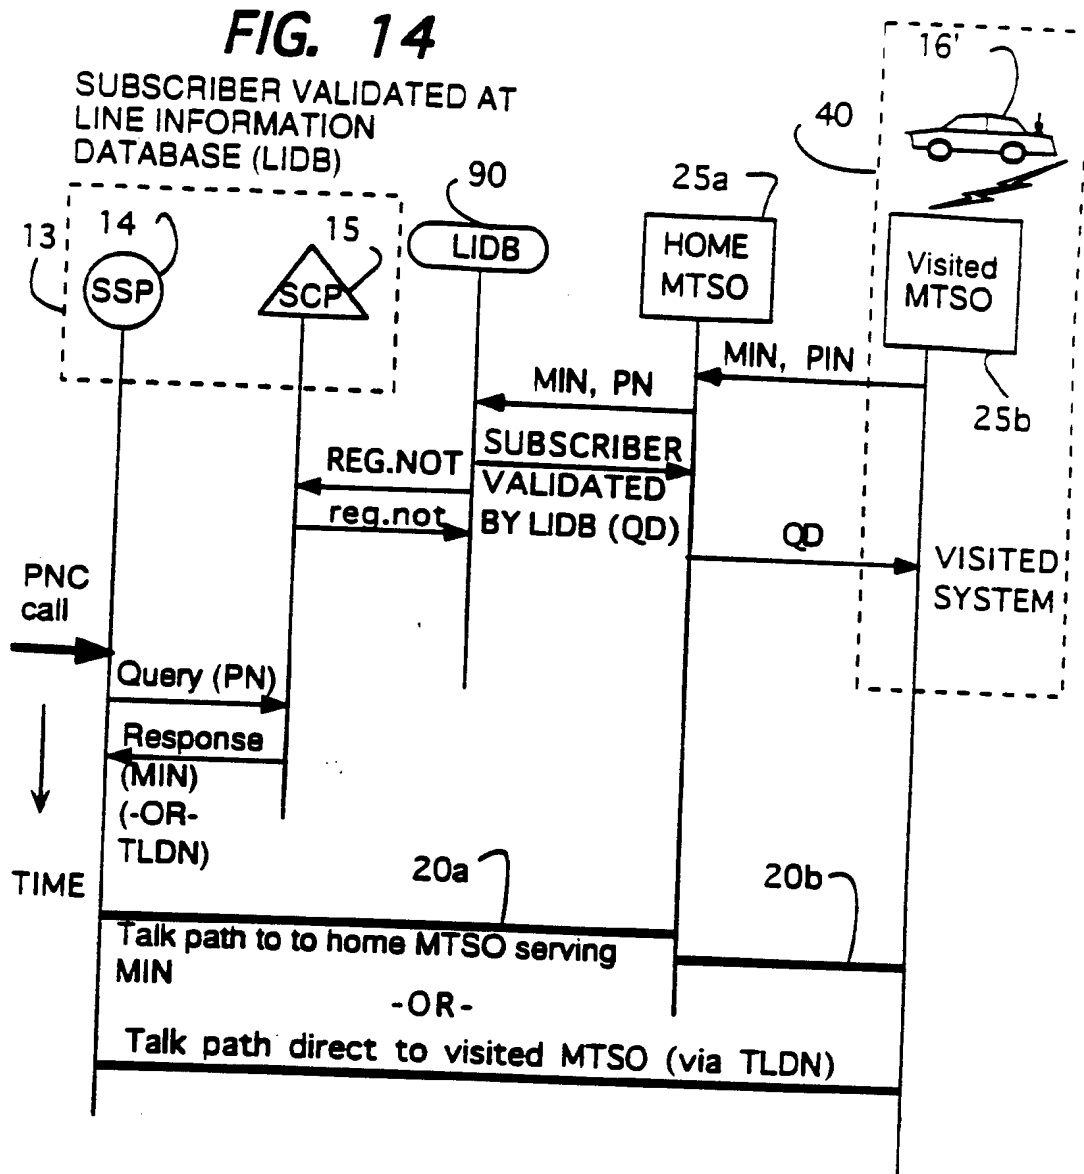 FIG. 14
SUBSCRIBER VALIDATED AT
LINE INFORMATION
DATABASE (LIDB)
16'
40
90
25a
13
14
15
SSP
SCP
LIDB
HOME
MTSO
Visited
MTSO
25b
MIN, PIN
MIN, PN
SUBSCRIBER
VALIDATED
BY LIDB (QD)
REG.NOT
reg.not
QD
VISITED
SYSTEM
PNC
call
Query (PN)
Response
(MIN)
(-OR-
TLDN)
TIME
20a
20b
Talk path to to home MTSO serving
MIN
-OR-
Talk path direct to visited MTSO (via TLDN)